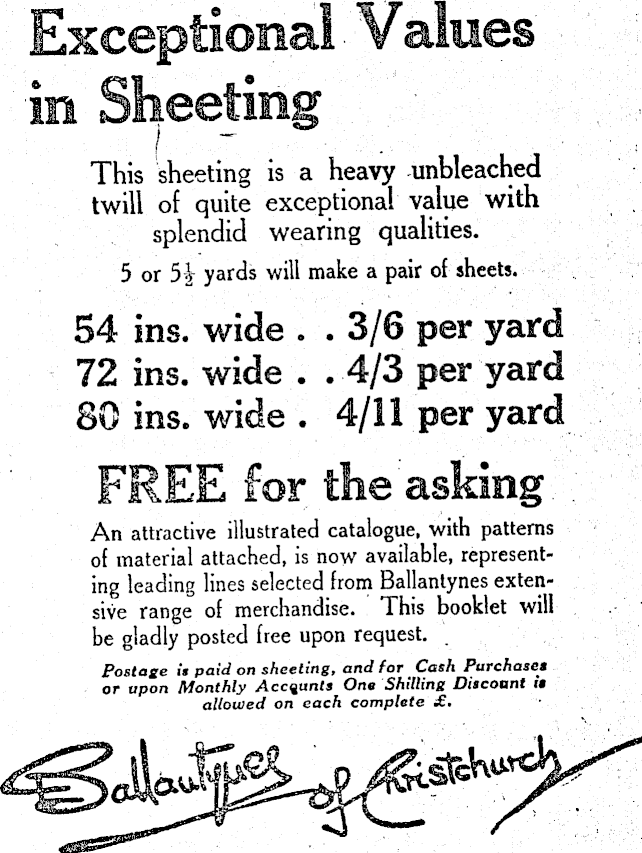 Exceptional Values
in Sheeting
This sheeting is a heavy unbleached
twill of quite exceptional value with
splendid wearing qualities.
5 or 5½ yards will make a pair of sheets.
54 ins. wide . . 3/6 per yard
72 ins. wide . . 4/3 per yard
80 ins. wide . 4/11 per yard
FREE for the asking
An attractive illustrated catalogue, with patterns
of material attached, is now available, represent-
ing leading lines selected from Ballantynes exten-
sive range of merchandise. This booklet will
be gladly posted free upon request.
Postage is paid on sheeting, and for Cash Purchases
or upon Monthly Accounts One Shilling Discount is
allowed on each complete £.
Ballantynes of Christchurch